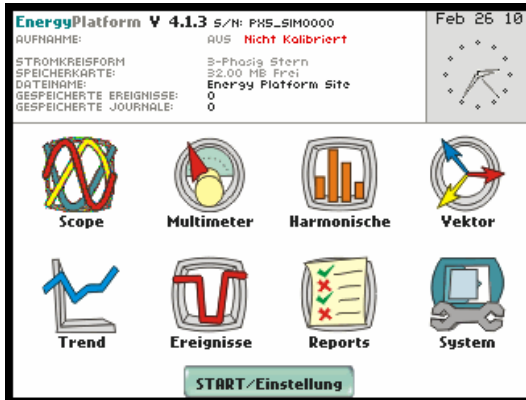 EnergyPlatform V 4.1.3 S/N: PX5_SIM0000
Feb 26 10
AUFNAHME: AUS Nicht Kalibriert
STROMKREISFORM 3-Phasig Stern
SPEICHERKARTE: 32.00 MB Frei
DATEINAME: Energy Platform Site
GESPEICHERTE EREIGNISSE: 0
GESPEICHERTE JOURNALE: 0
Scope Multimeter Harmonische Vektor
Trend Ereignisse Reports System
START/Einstellung